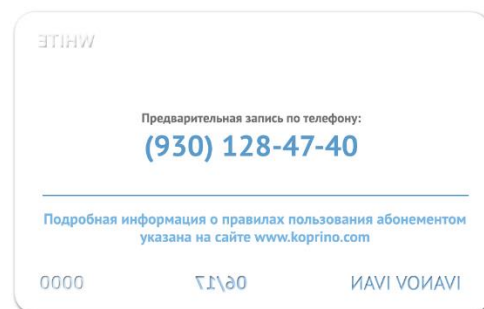 WHITE
Предварительная запись по телефону:
(930) 128-47-40
Подробная информация о правилах пользования абонементом
указана на сайте www.koprino.com
0000 06/17 IVANOV IVAN